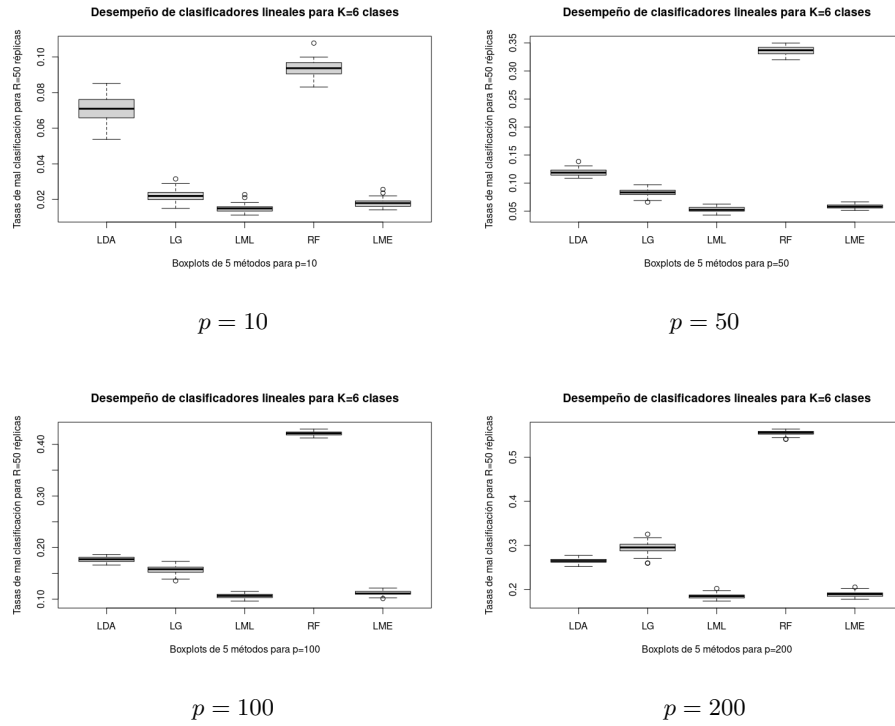 Desempeño de clasificadores lineales para K=6 clases
Tasas de mal clasificación para R=50 réplicas
0.10
0.08
0.06
0.04
0.02
LDA LG LML RF LME
Boxplots de 5 métodos para p=10
p = 10
Desempeño de clasificadores lineales para K=6 clases
Tasas de mal clasificación para R=50 réplicas
0.35
0.30
0.25
0.20
0.15
0.10
0.05
LDA LG LML RF LME
Boxplots de 5 métodos para p=50
p = 50
Desempeño de clasificadores lineales para K=6 clases
Tasas de mal clasificación para R=50 réplicas
0.40
0.30
0.20
0.10
LDA LG LML RF LME
Boxplots de 5 métodos para p=100
p = 100
Desempeño de clasificadores lineales para K=6 clases
Tasas de mal clasificación para R=50 réplicas
0.5
0.4
0.3
0.2
LDA LG LML RF LME
Boxplots de 5 métodos para p=200
p = 200